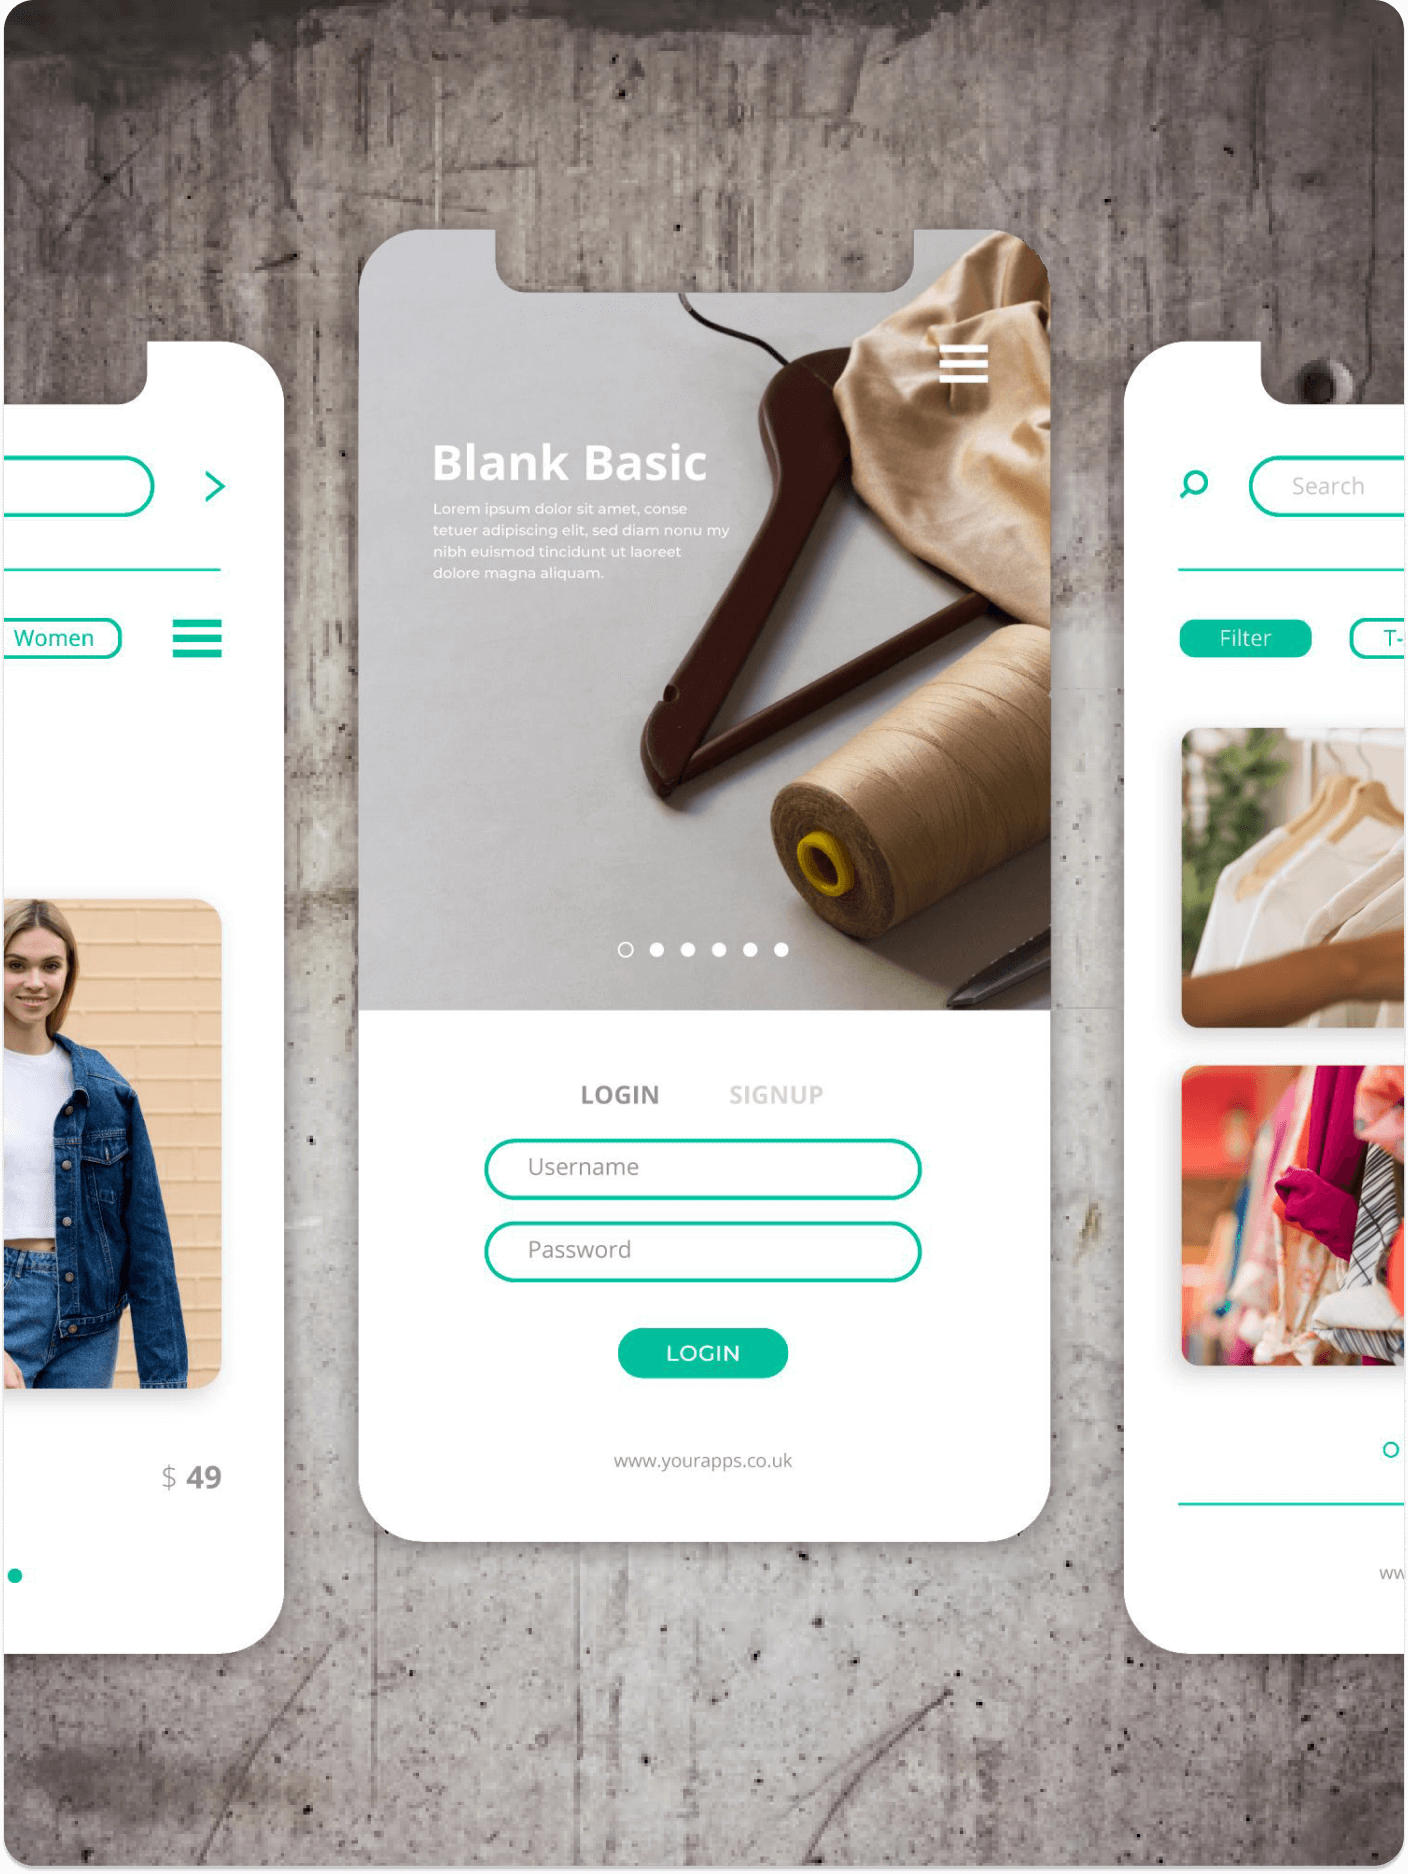 Women
$ 49
Blank Basic
Lorem ipsum dolor sit amet, conse
tetuer adipiscing elit, sed diam nonu my
nibh euismod tincidunt ut laoreet
dolore magna aliquam.
LOGIN SIGNUP
Username
Password
LOGIN
www.yourapps.co.uk
Search
Filter T-
ww